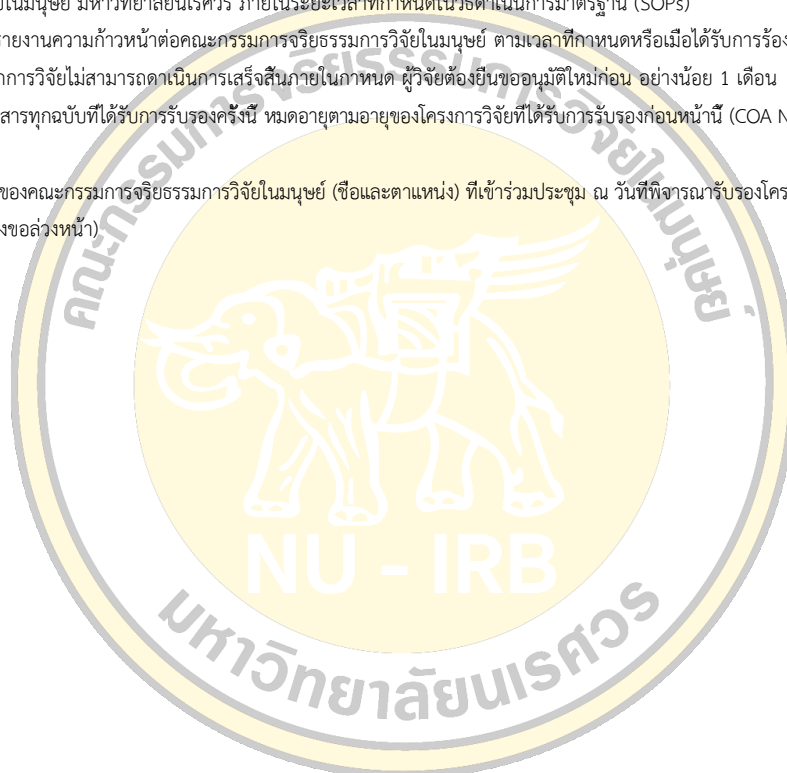 ในมนุษย์ มหาวิทยาลัยนเรศวร ภายในระยะเวลาที่กำหนดในวิธีดำเนินการมาตรฐาน (SOPs)
รายงานความก้าวหน้าต่อคณะกรรมการจริยธรรมการวิจัยในมนุษย์ ตามเวลาที่กำหนดหรือเมื่อได้รับการร้อง
การวิจัยไม่สามารถดำเนินการเสร็จสิ้นภายในกำหนด ผู้วิจัยต้องยื่นขออนุมัติใหม่ก่อน อย่างน้อย 1 เดือน
สารทุกฉบับที่ได้รับการรับรองครั้งนี้ หมดอายุตามอายุของโครงการวิจัยที่ได้รับการรับรองก่อนหน้านี้ (COA N
ของคณะกรรมการจริยธรรมการวิจัยในมนุษย์ (ชื่อและตำแหน่ง) ที่เข้าร่วมประชุม ณ วันที่พิจารณารับรองโคร
งขอล่วงหน้า)
คณะกรรมการจริยธรรมการวิจัยในมนุษย์
NU - IRB
มหาวิทยาลัยนเรศวร